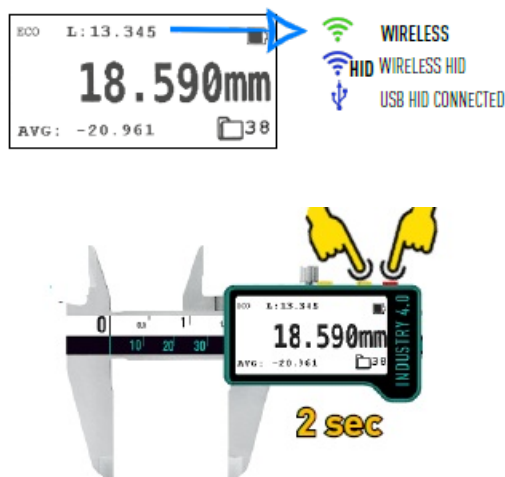 ECO L:13.345
18.590mm
AVG: -20.961 38
WIRELESS
HID WIRELESS HID
USB HID CONNECTED
0 1
10 20 30
L:13.345
18.590mm
AVG: -20.961 38
INDUSTRY 4.0
2 sec